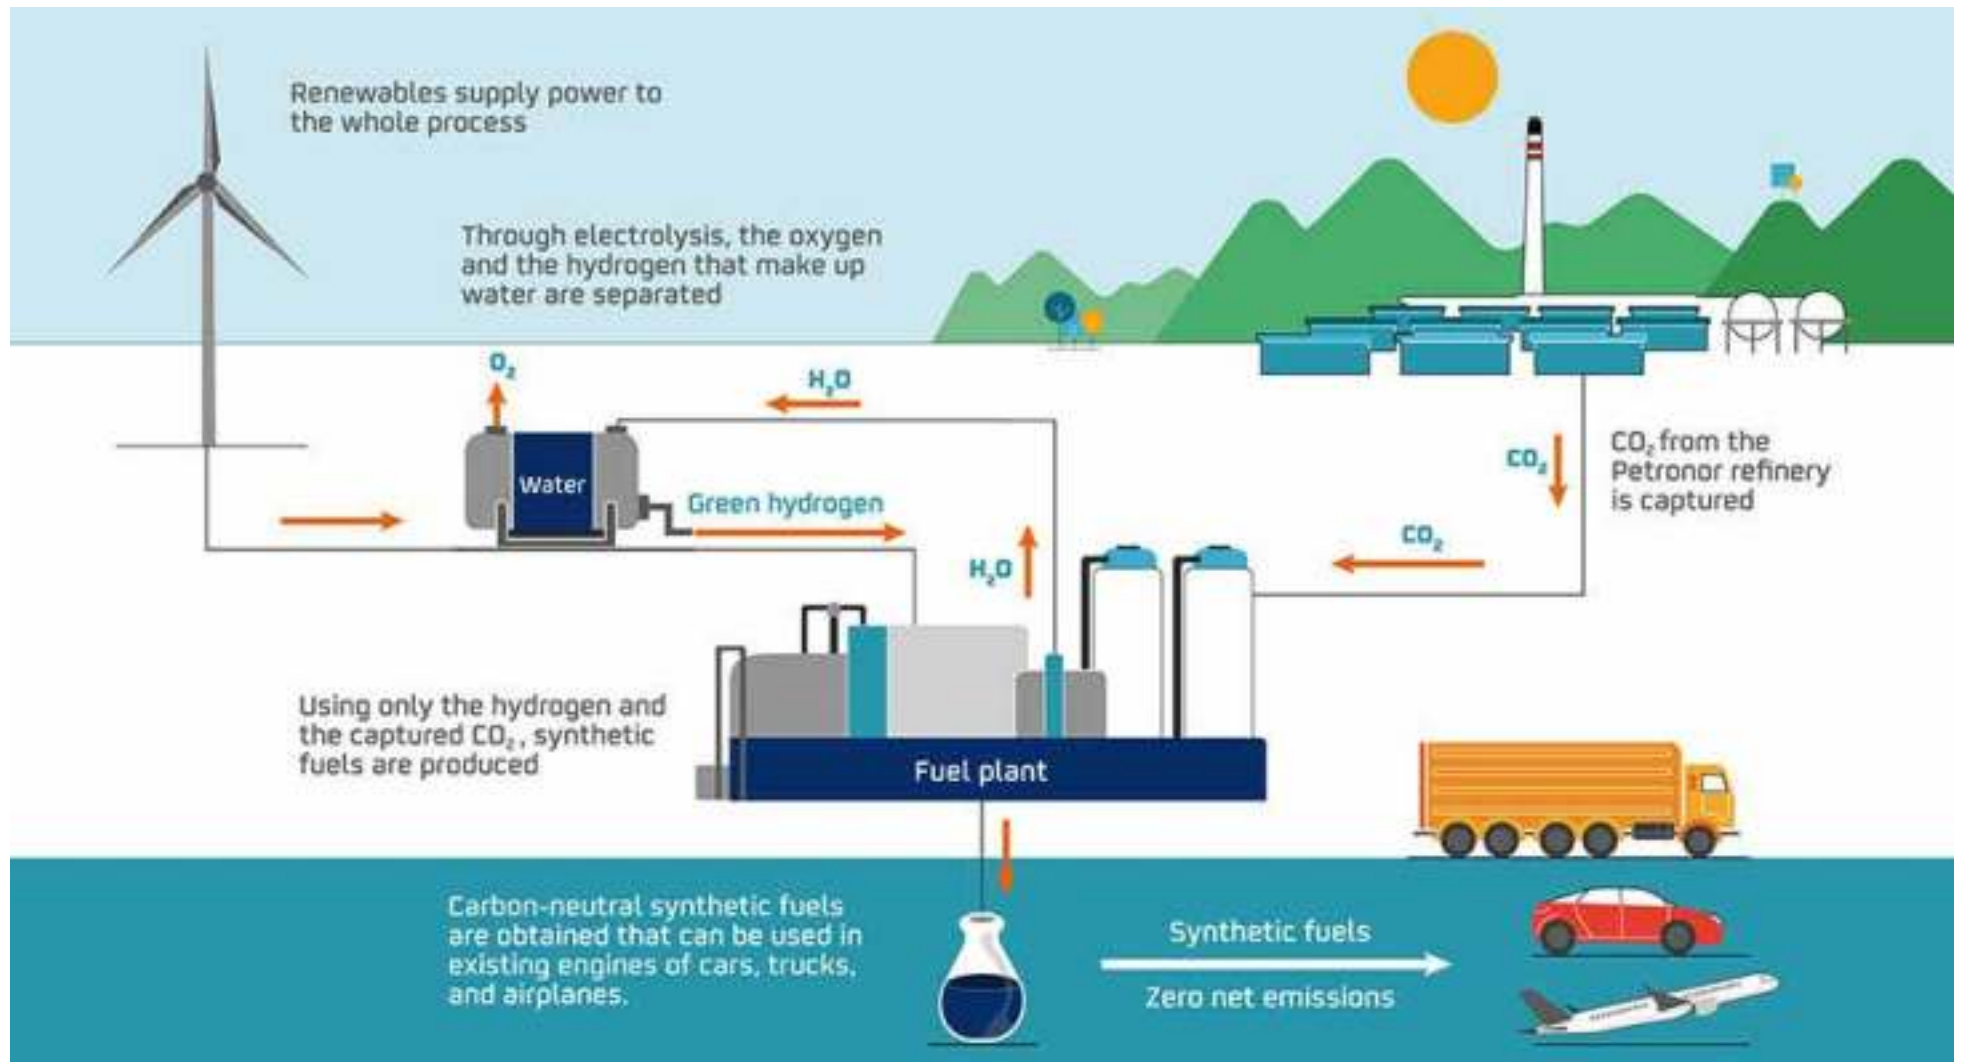 Renewables supply power to
the whole process
Through electrolysis, the oxygen
and the hydrogen that make up
water are separated
O₂
H₂O
Water
Green hydrogen
H₂O
CO₂
CO₂
CO₂ from the
Petronor refinery
is captured
Using only the hydrogen and
the captured CO₂, synthetic
fuels are produced
Fuel plant
Carbon-neutral synthetic fuels
are obtained that can be used in
existing engines of cars, trucks,
and airplanes.
Synthetic fuels
Zero net emissions